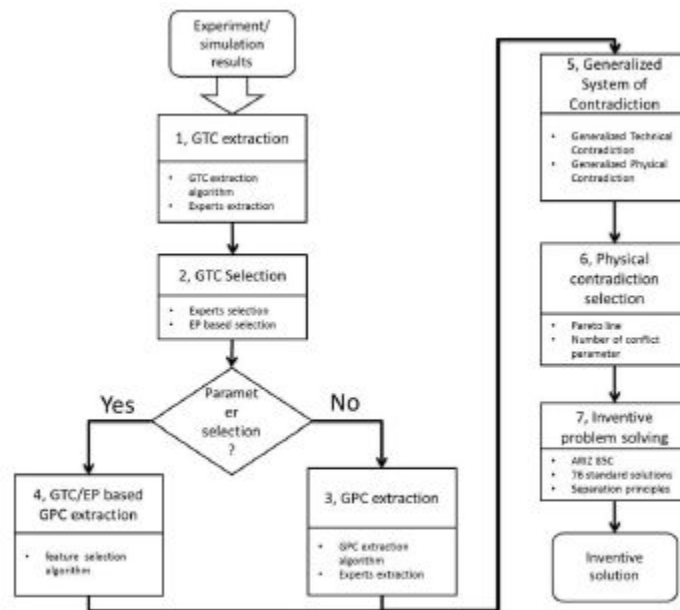 Experiment/
simulation
results
1, GTC extraction
• GTC extraction
algorithm
• Experts extraction
2, GTC Selection
• Experts selection
• EP based selection
Paramet
er
selection
?
Yes
No
4, GTC/EP based
GPC extraction
• feature selection
algorithm
3, GPC extraction
• GPC extraction
algorithm
• Experts extraction
5, Generalized
System of
Contradiction
• Generalized Technical
Contradiction
• Generalized Physical
Contradiction
6, Physical
contradiction
selection
• Pareto line
• Number of conflict
parameter
7, Inventive
problem solving
• ARIZ 85C
• 76 standard solutions
• Separation principles
Inventive
solution